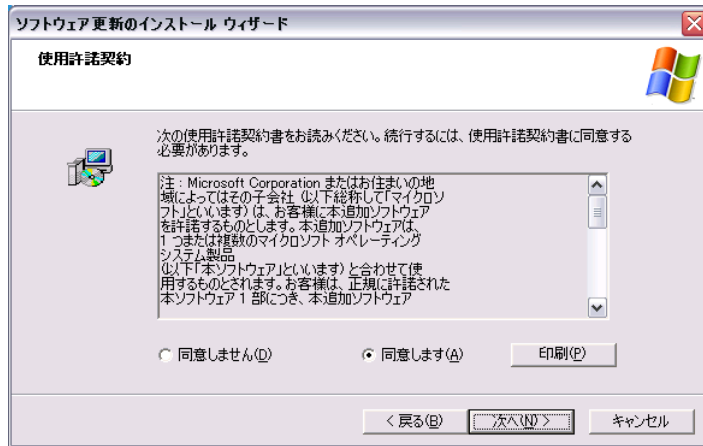 ソフトウェア更新のインストール ウィザード
使用許諾契約
次の使用許諾契約書をお読みください。続行するには、使用許諾契約書に同意する
必要があります。
注 : Microsoft Corporation またはお住まいの地
域によってはその子会社 (以下総称して「マイクロソ
フト」といいます) は、お客様に本追加ソフトウェア
を許諾するものとします。本追加ソフトウェアは、
1 つまたは複数のマイクロソフト オペレーティング
システム製品
(以下「本ソフトウェア」といいます) と合わせて使
用するものとされます。お客様は、正規に許諾された
本ソフトウェア 1 部につき、本追加ソフトウェア
同意しません(D)
同意します(A)
印刷(P)
< 戻る(B)
次へ(N) >
キャンセル